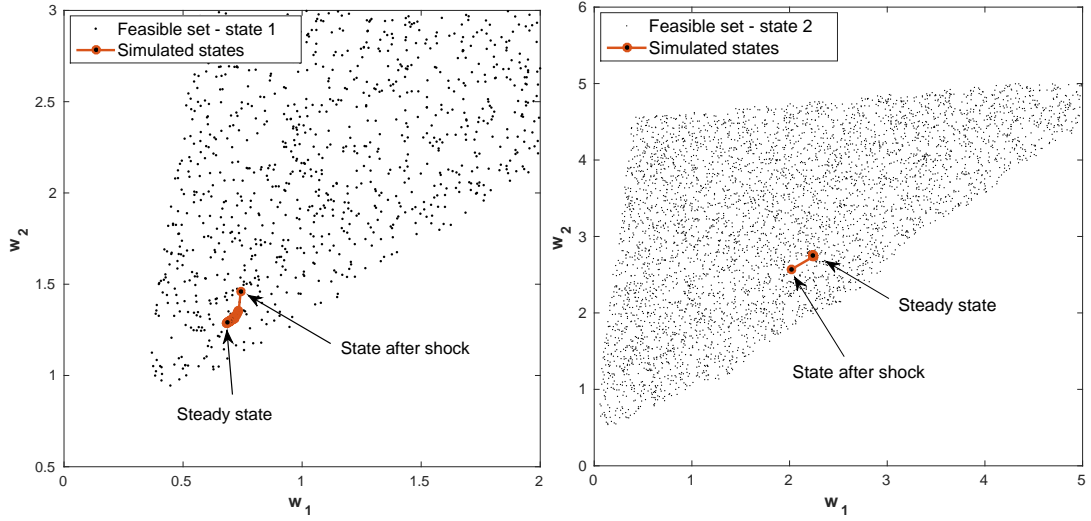 3
2.5
2
1.5
1
0.5
w2
Feasible set - state 1
Simulated states
State after shock
Steady state
0
0.5
1
1.5
2
w1
6
5
4
3
2
1
0
w2
Feasible set - state 2
Simulated states
Steady state
State after shock
0
1
2
3
4
5
w1